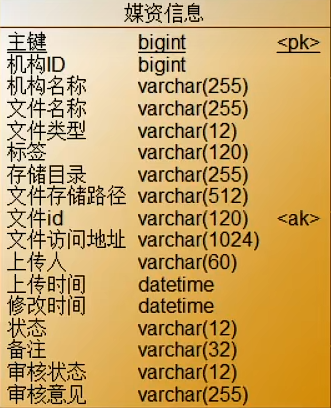 媒资信息
主键 bigint <pk>
机构ID bigint
机构名称 varchar(255)
文件名称 varchar(255)
文件类型 varchar(12)
标签 varchar(120)
存储目录 varchar(255)
文件存储路径 varchar(512)
文件id varchar(120) <ak>
文件访问地址 varchar(1024)
上传人 varchar(60)
上传时间 datetime
修改时间 datetime
状态 varchar(12)
备注 varchar(32)
审核状态 varchar(12)
审核意见 varchar(255)